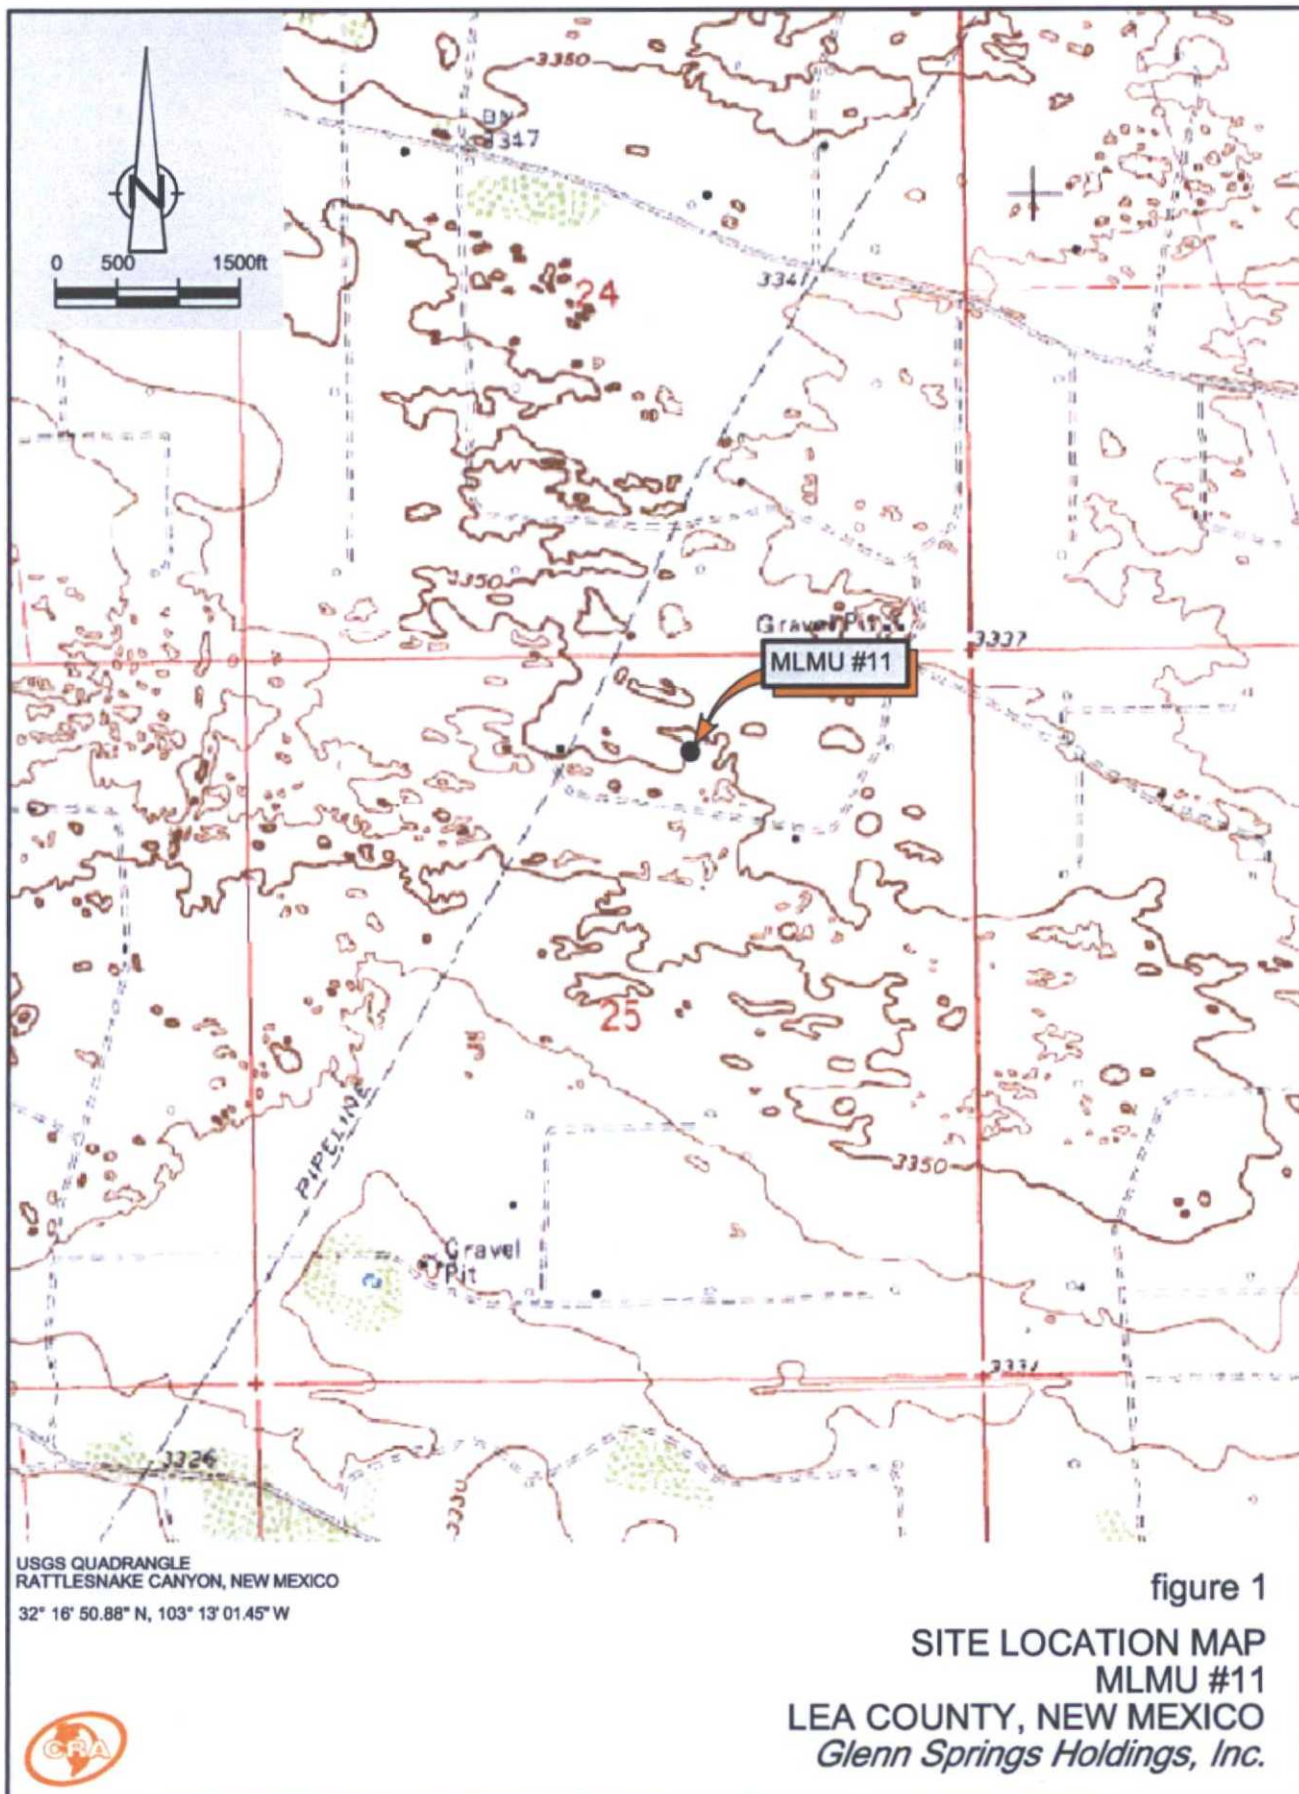 N
0 500 1500ft
3350
BM
3347
3341
24
3350
Gravel Pit
3337
MLMU #11
25
PIPELINE
3350
Gravel
Pit
3331
3326
3330
USGS QUADRANGLE
RATTLESNAKE CANYON, NEW MEXICO
32° 16' 50.88" N, 103° 13' 01.45" W
figure 1
SITE LOCATION MAP
MLMU #11
LEA COUNTY, NEW MEXICO
Glenn Springs Holdings, Inc.
CRA